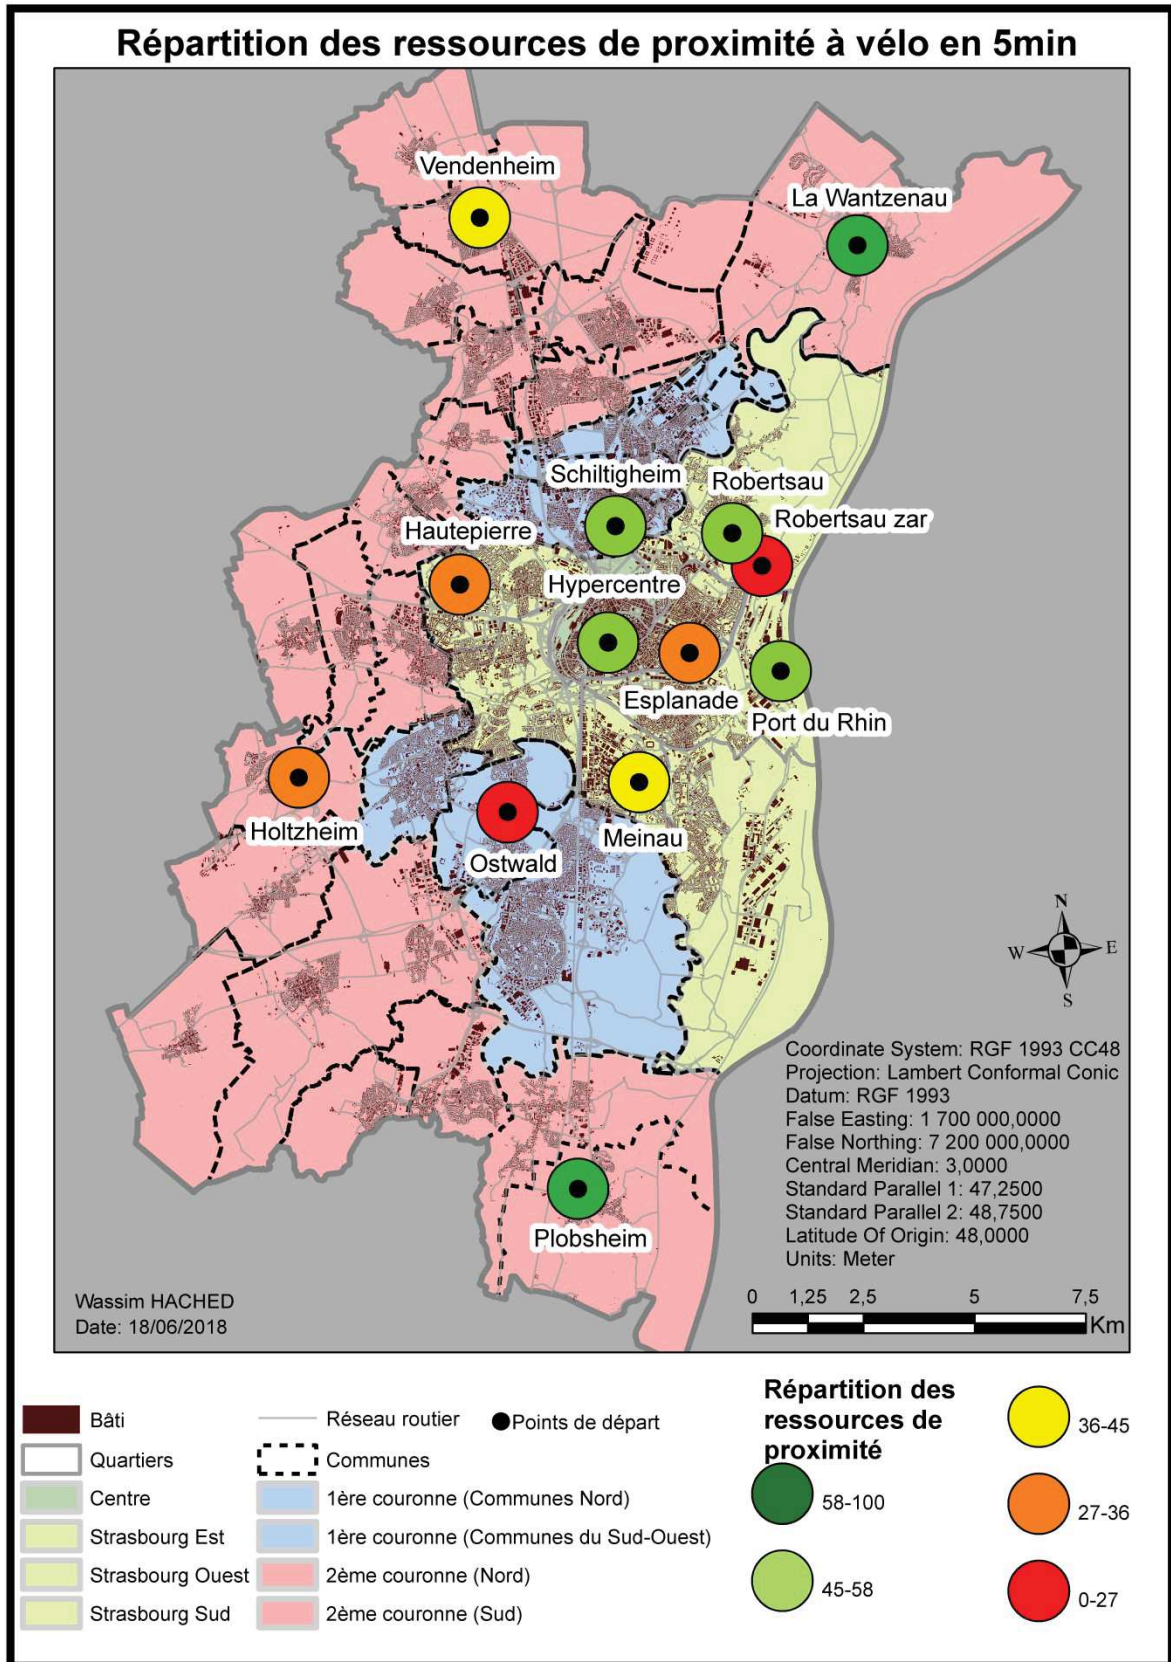 Répartition des ressources de proximité à vélo en 5min
Vendenheim
La Wantzenau
Schiltigheim
Robertsau
Robertsau zar
Hautepierre
Hypercentre
Esplanade
Port du Rhin
Holtzheim
Ostwald
Meinau
N
W
E
S
Plobsheim
Coordinate System: RGF 1993 CC48
Projection: Lambert Conformal Conic
Datum: RGF 1993
False Easting: 1 700 000,0000
False Northing: 7 200 000,0000
Central Meridian: 3,0000
Standard Parallel 1: 47,2500
Standard Parallel 2: 48,7500
Latitude Of Origin: 48,0000
Units: Meter
Wassim HACHED
Date: 18/06/2018
0 1,25 2,5 5 7,5
Km
Bâti
Quartiers
Centre
Strasbourg Est
Strasbourg Ouest
Strasbourg Sud
Réseau routier
Communes
1ère couronne (Communes Nord)
1ère couronne (Communes du Sud-Ouest)
2ème couronne (Nord)
2ème couronne (Sud)
Points de départ
Répartition des
ressources de
proximité
58-100
45-58
36-45
27-36
0-27